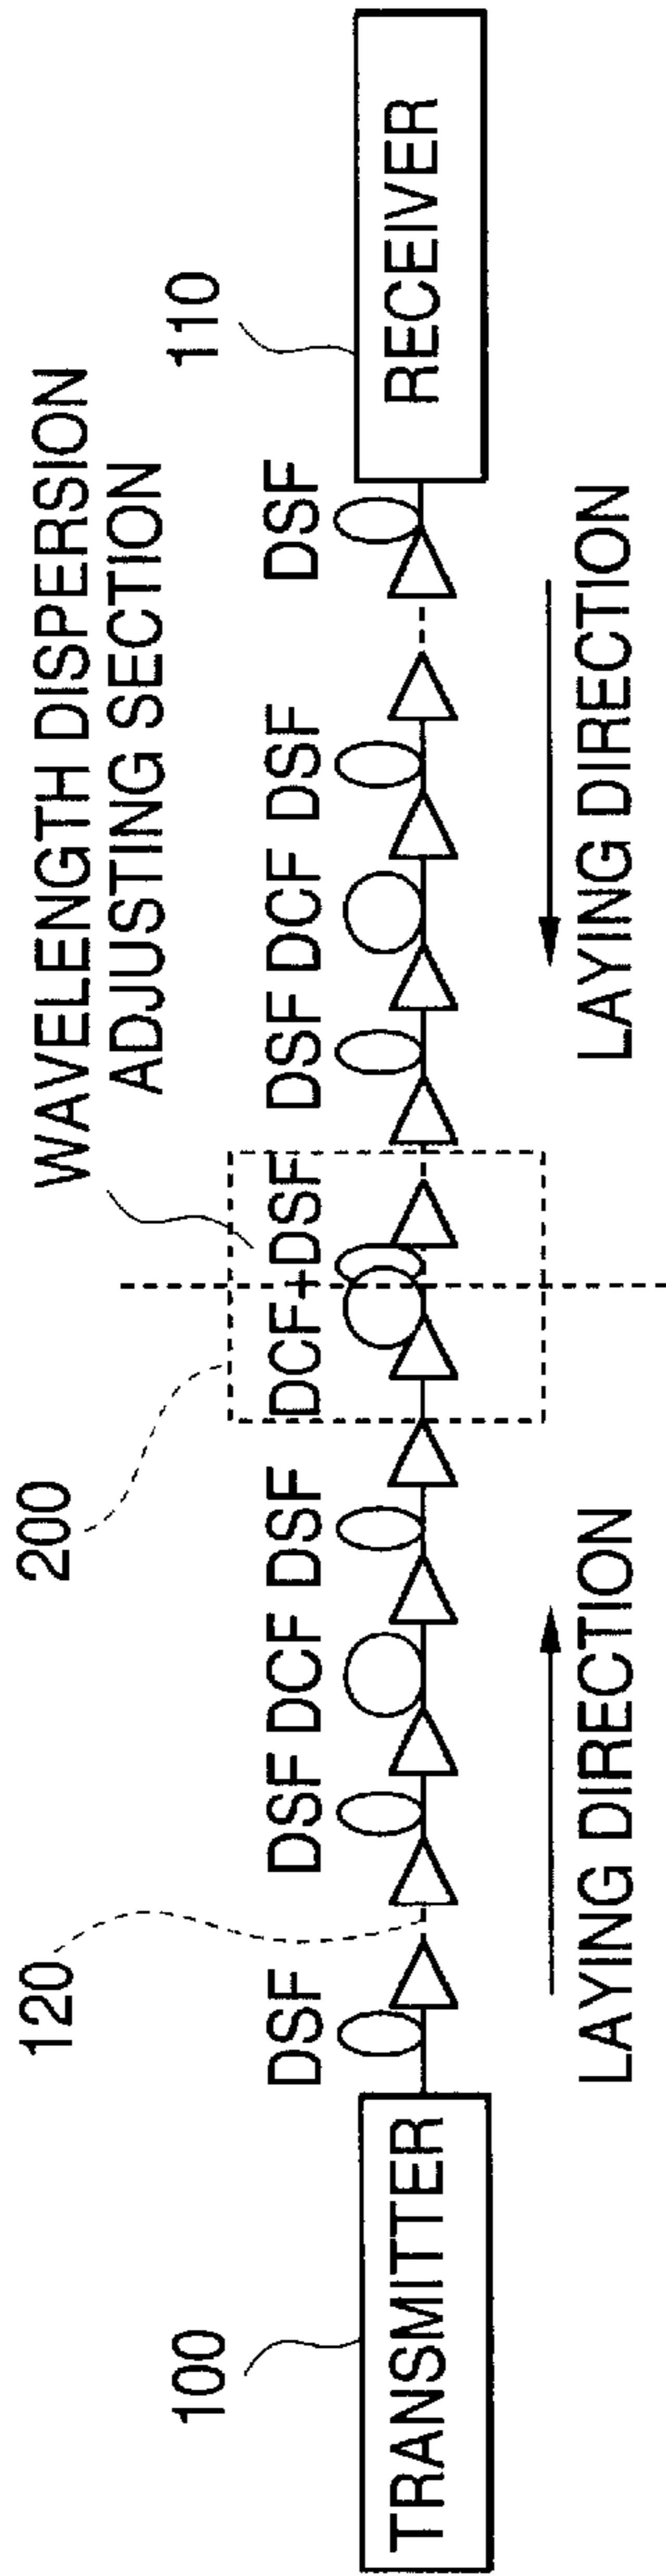 WAVELENGTH DISPERSION
ADJUSTING SECTION
200
120
110
100
DSF
DSF DCF DSF
DCF+DSF
DSF DCF DSF
DSF
TRANSMITTER
RECEIVER
LAYING DIRECTION
LAYING DIRECTION